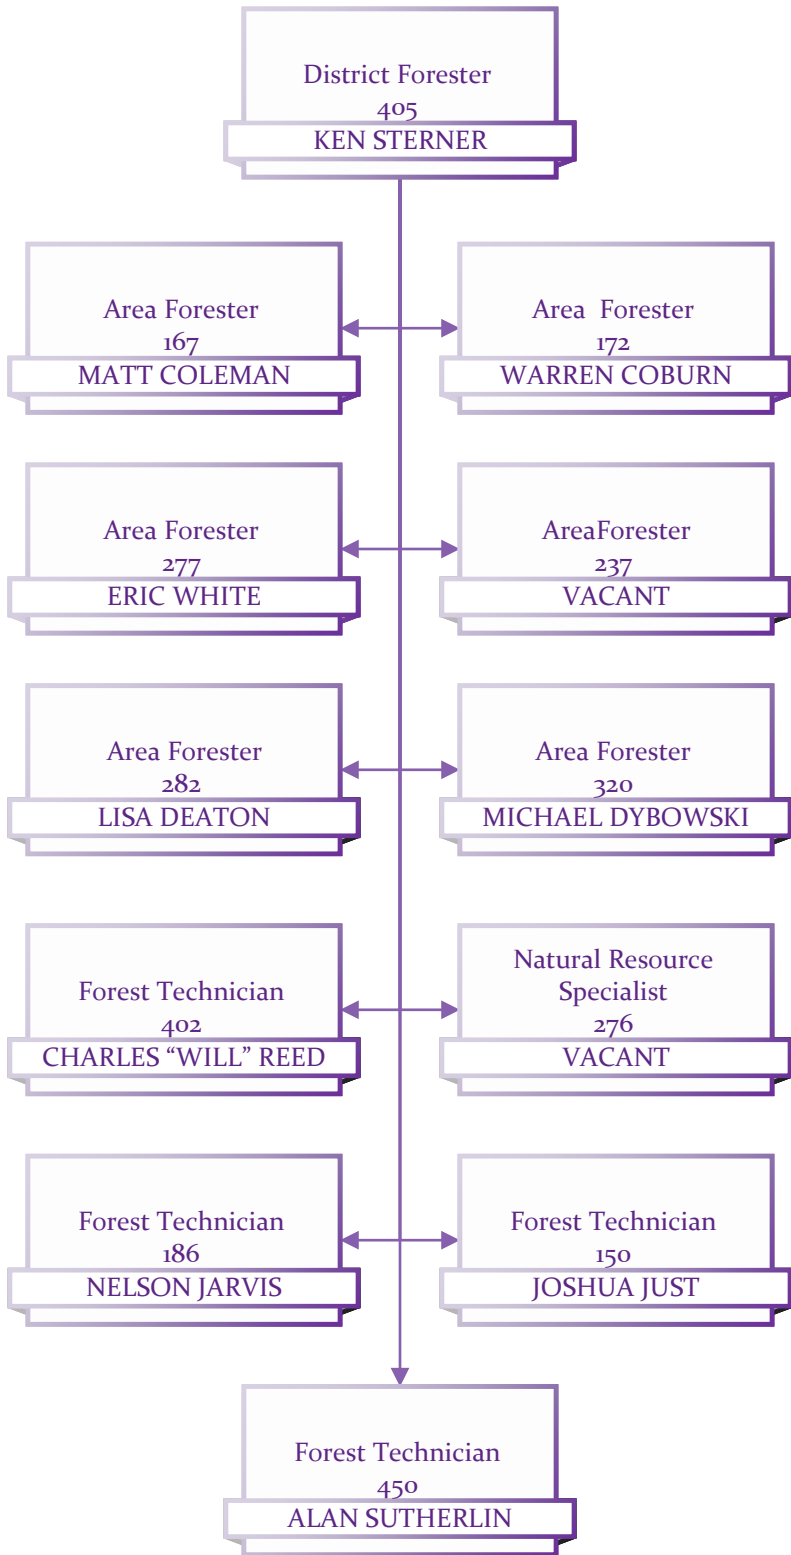 District Forester
405
KEN STERNER
Area Forester
167
MATT COLEMAN
Area Forester
172
WARREN COBURN
Area Forester
277
ERIC WHITE
AreaForester
237
VACANT
Area Forester
282
LISA DEATON
Area Forester
320
MICHAEL DYBOWSKI
Forest Technician
402
CHARLES “WILL” REED
Natural Resource
Specialist
276
VACANT
Forest Technician
186
NELSON JARVIS
Forest Technician
150
JOSHUA JUST
Forest Technician
450
ALAN SUTHERLIN